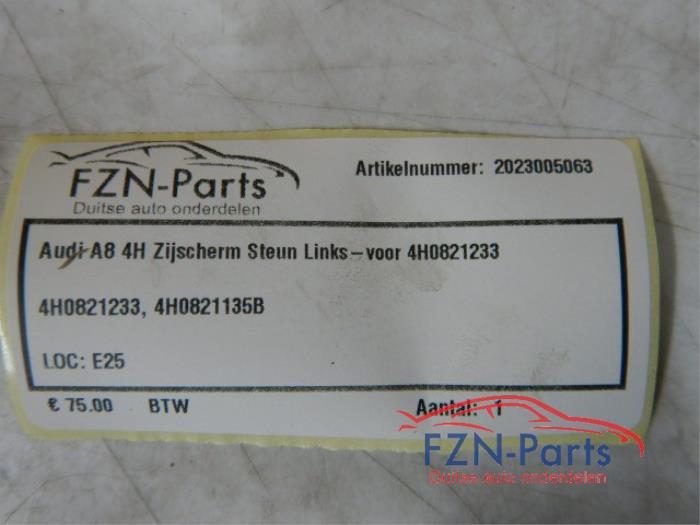 FZN-Parts
Duitse auto onderdelen
Artikelnummer: 2023005063
Audi A8 4H Zijscherm Steun Links-voor 4H0821233
4H0821233, 4H0821135B
LOC: E25
€ 75.00 BTW Aantal: 1
FZN-Parts
Duitse auto onderdelen